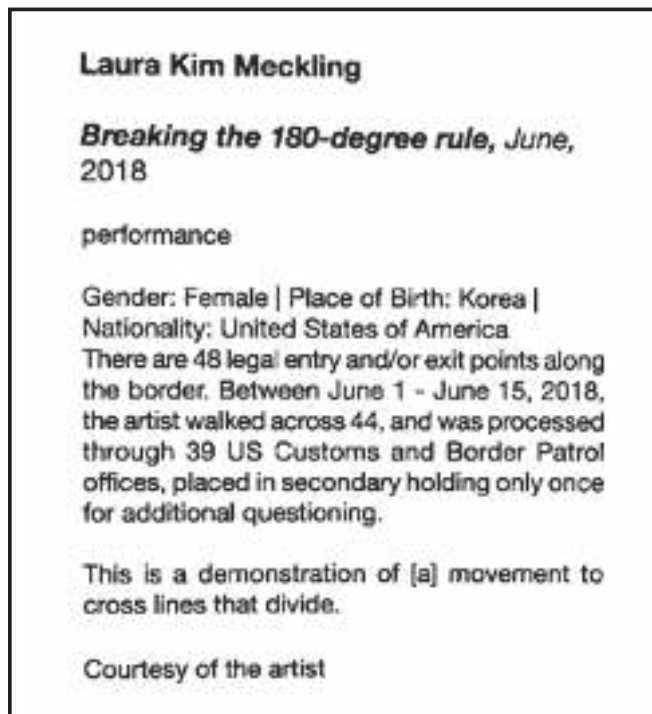 Laura Kim Meckling
Breaking the 180-degree rule, June,
2018
performance
Gender: Female | Place of Birth: Korea |
Nationality: United States of America
There are 48 legal entry and/or exit points along
the border. Between June 1 - June 15, 2018,
the artist walked across 44, and was processed
through 39 US Customs and Border Patrol
offices, placed in secondary holding only once
for additional questioning.
This is a demonstration of [a] movement to
cross lines that divide.
Courtesy of the artist